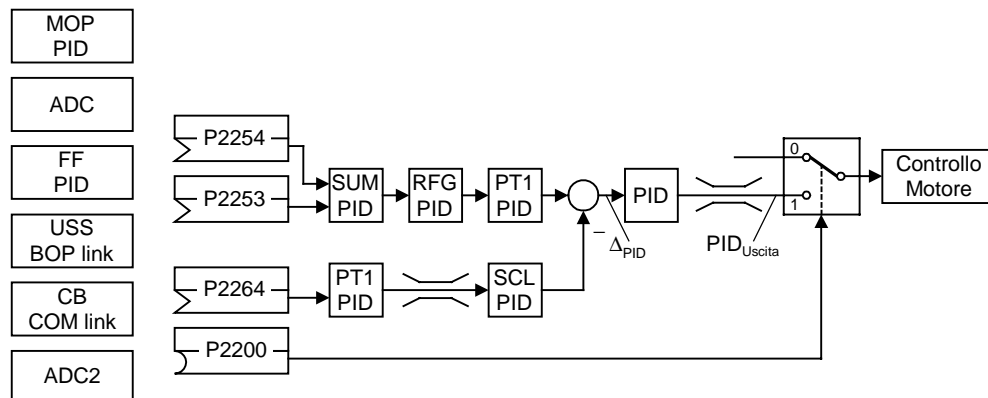 MOP
PID
ADC
FF
PID
USS
BOP link
CB
COM link
ADC2
P2254
P2253
P2264
P2200
SUM
PID
RFG
PID
PT1
PID
PT1
PID
SCL
PID
−
ΔPID
PID
PIDUscita
0
1
Controllo
Motore